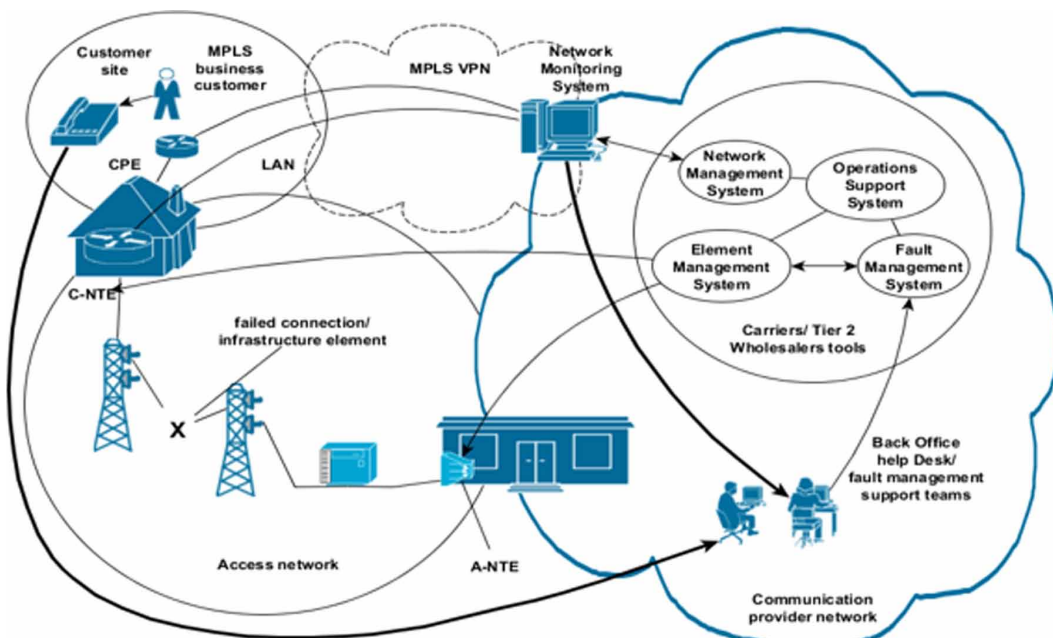 Customer
site
MPLS
business
customer
MPLS VPN
Network
Monitoring
System
CPE
LAN
Network
Management
System
Operations
Support
System
Element
Management
System
Fault
Management
System
C-NTE
failed connection/
infrastructure element
Carriers/ Tier 2
Wholesalers tools
X
Back Office
help Desk/
fault management
support teams
Access network
A-NTE
Communication
provider network